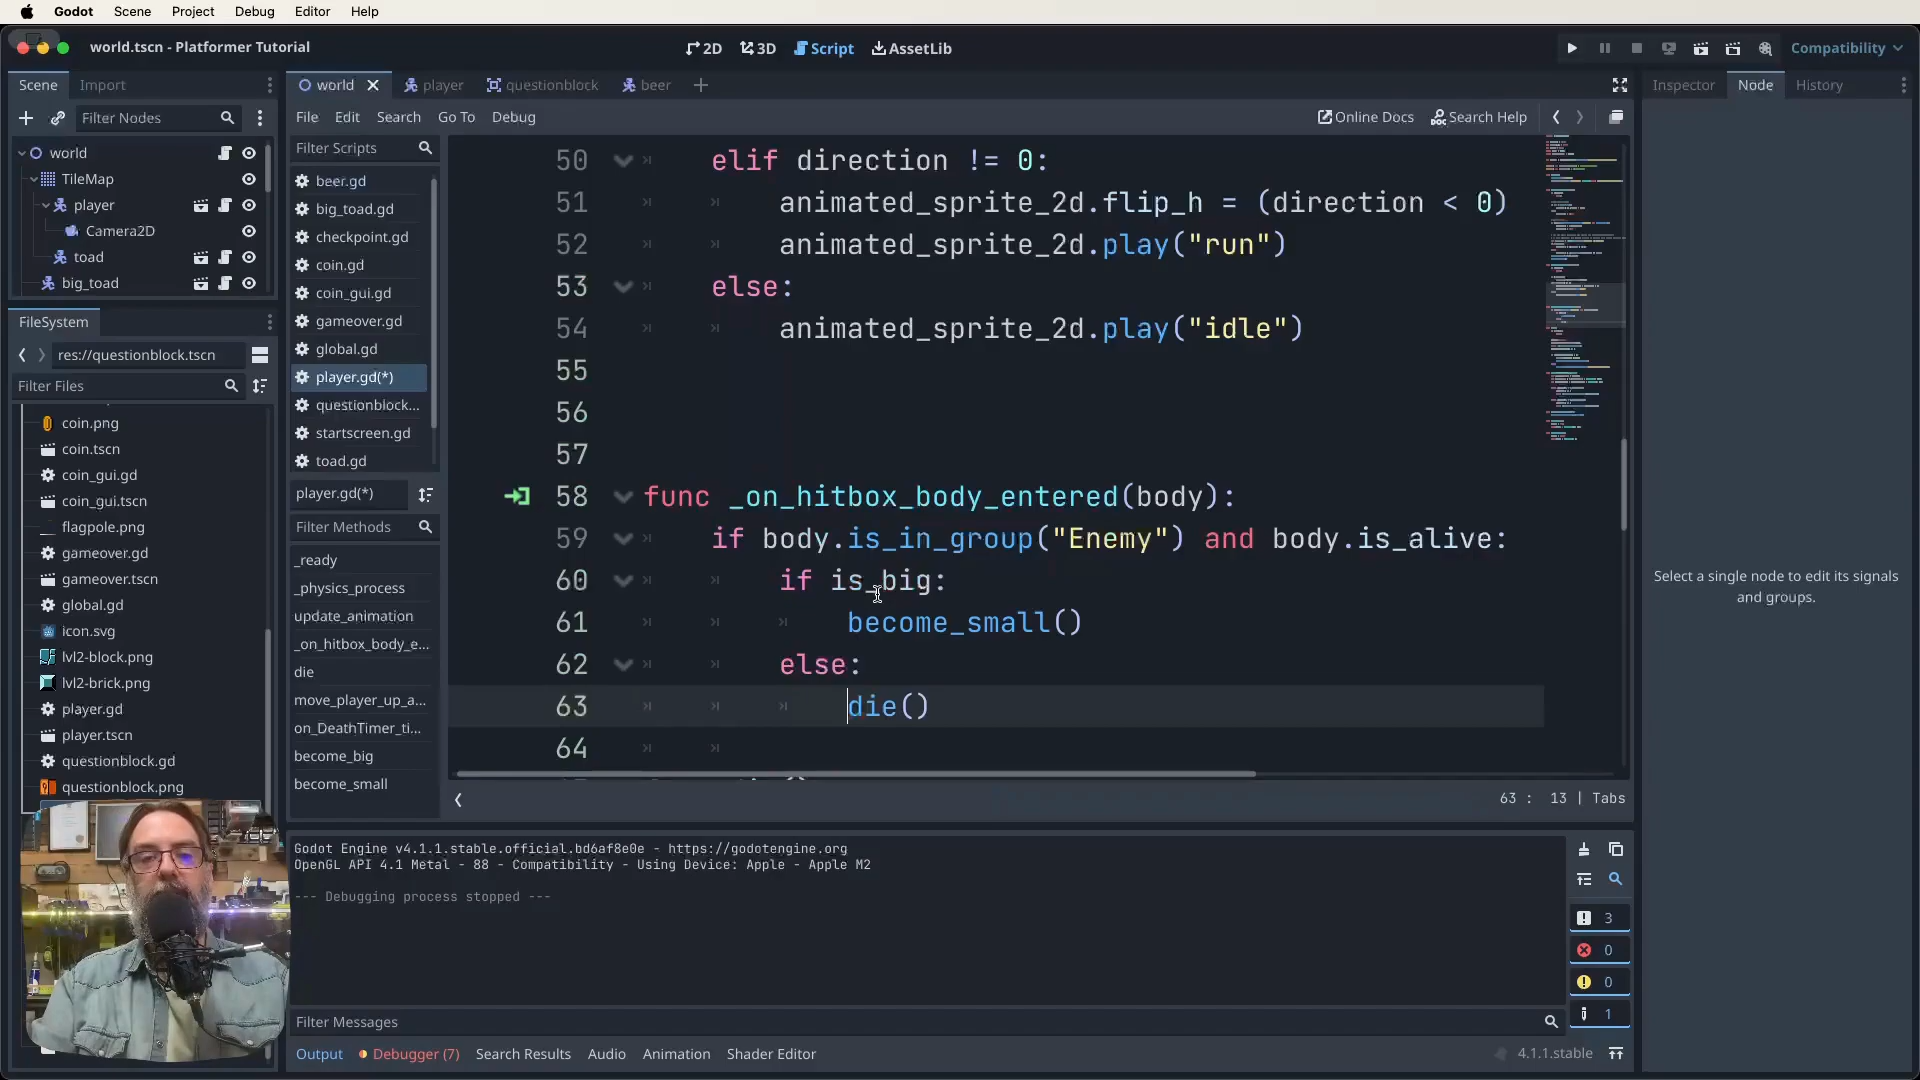 Godot Scene Project Debug Editor Help
world.tscn - Platformer Tutorial
2D 3D Script AssetLib
Compatibility
Scene Import
world player questionblock beer
Inspector Node History
Filter Nodes
File Edit Search Go To Debug
Online Docs Search Help
world
TileMap
player
Camera2D
toad
big_toad
FileSystem
res://questionblock.tscn
Filter Files
coin.png
coin.tscn
coin_gui.gd
coin_gui.tscn
flagpole.png
gameover.gd
gameover.tscn
global.gd
icon.svg
lvl2-block.png
lvl2-brick.png
player.gd
player.tscn
questionblock.gd
questionblock.png
Filter Scripts
beer.gd
big_toad.gd
checkpoint.gd
coin.gd
coin_gui.gd
gameover.gd
global.gd
player.gd(*)
questionblock...
startscreen.gd
toad.gd
player.gd(*)
Filter Methods
_ready
_physics_process
update_animation
_on_hitbox_body_e...
die
move_player_up_a...
on_DeathTimer_ti...
become_big
become_small
50 elif direction != 0:
51 animated_sprite_2d.flip_h = (direction < 0)
52 animated_sprite_2d.play("run")
53 else:
54 animated_sprite_2d.play("idle")
55
56
57
58 func _on_hitbox_body_entered(body):
59 if body.is_in_group("Enemy") and body.is_alive:
60 if is_big:
61 become_small()
62 else:
63 die()
64
63 : 13 | Tabs
Select a single node to edit its signals
and groups.
Godot Engine v4.1.1.stable.official.bd6af8e0e - https://godotengine.org
OpenGL API 4.1 Metal - 88 - Compatibility - Using Device: Apple - Apple M2
--- Debugging process stopped ---
3
0
0
1
Filter Messages
Output Debugger (7) Search Results Audio Animation Shader Editor
4.1.1.stable